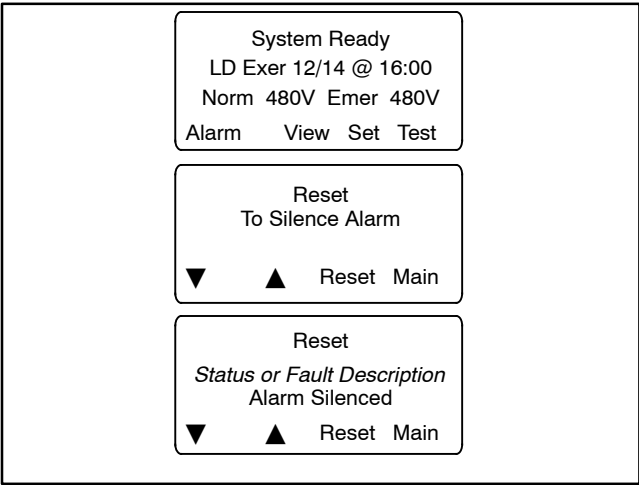 System Ready
LD Exer 12/14 @ 16:00
Norm 480V Emer 480V
Alarm View Set Test
Reset
To Silence Alarm
▼ ▲ Reset Main
Reset
Status or Fault Description
Alarm Silenced
▼ ▲ Reset Main